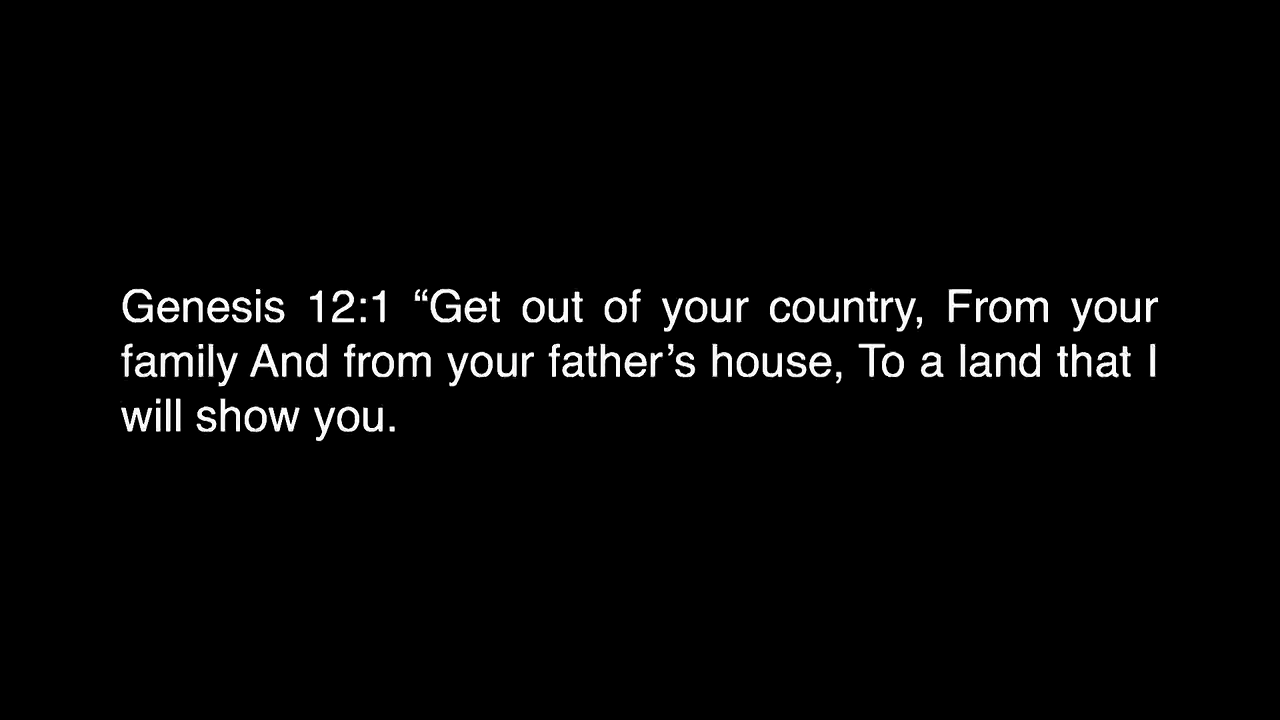 Genesis 12:1 “Get out of your country, From your
family And from your father’s house, To a land that I
will show you.